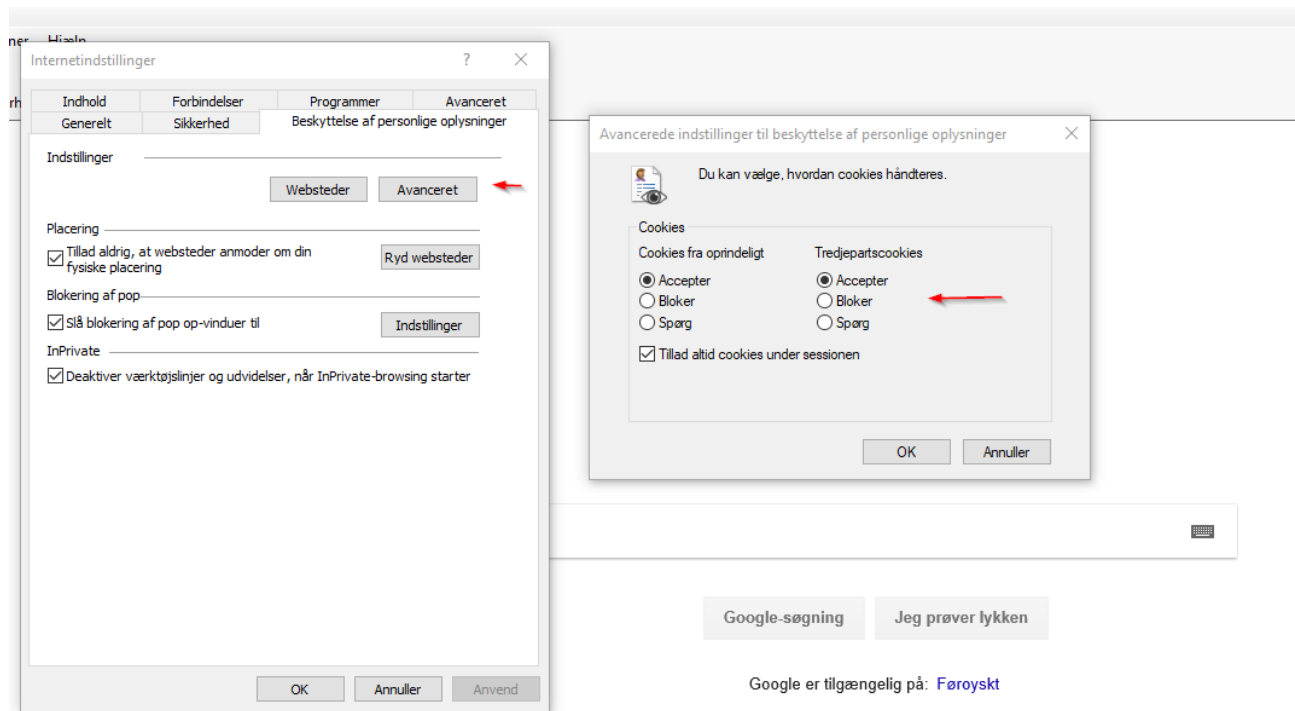 ner Hjælp
Internetindstillinger ?
rh
Indhold Forbindelser Programmer Avanceret
Generelt Sikkerhed Beskyttelse af personlige oplysninger
Indstillinger
Websteder Avanceret
Placering
Tillad aldrig, at websteder anmoder om din
fysiske placering
Ryd websteder
Blokering af pop
Slå blokering af pop op-vinduer til
Indstillinger
InPrivate
Deaktiver værktøjslinjer og udvidelser, når InPrivate-browsing starter
OK Annuller Anvend
Avancerede indstillinger til beskyttelse af personlige oplysninger
Du kan vælge, hvordan cookies håndteres.
Cookies
Cookies fra oprindeligt Tredjepartscookies
Accepter Accepter
Bloker Bloker
Spørg Spørg
Tillad altid cookies under sessionen
OK Annuller
Google-søgning Jeg prøver lykken
Google er tilgængelig på: Føroyskt